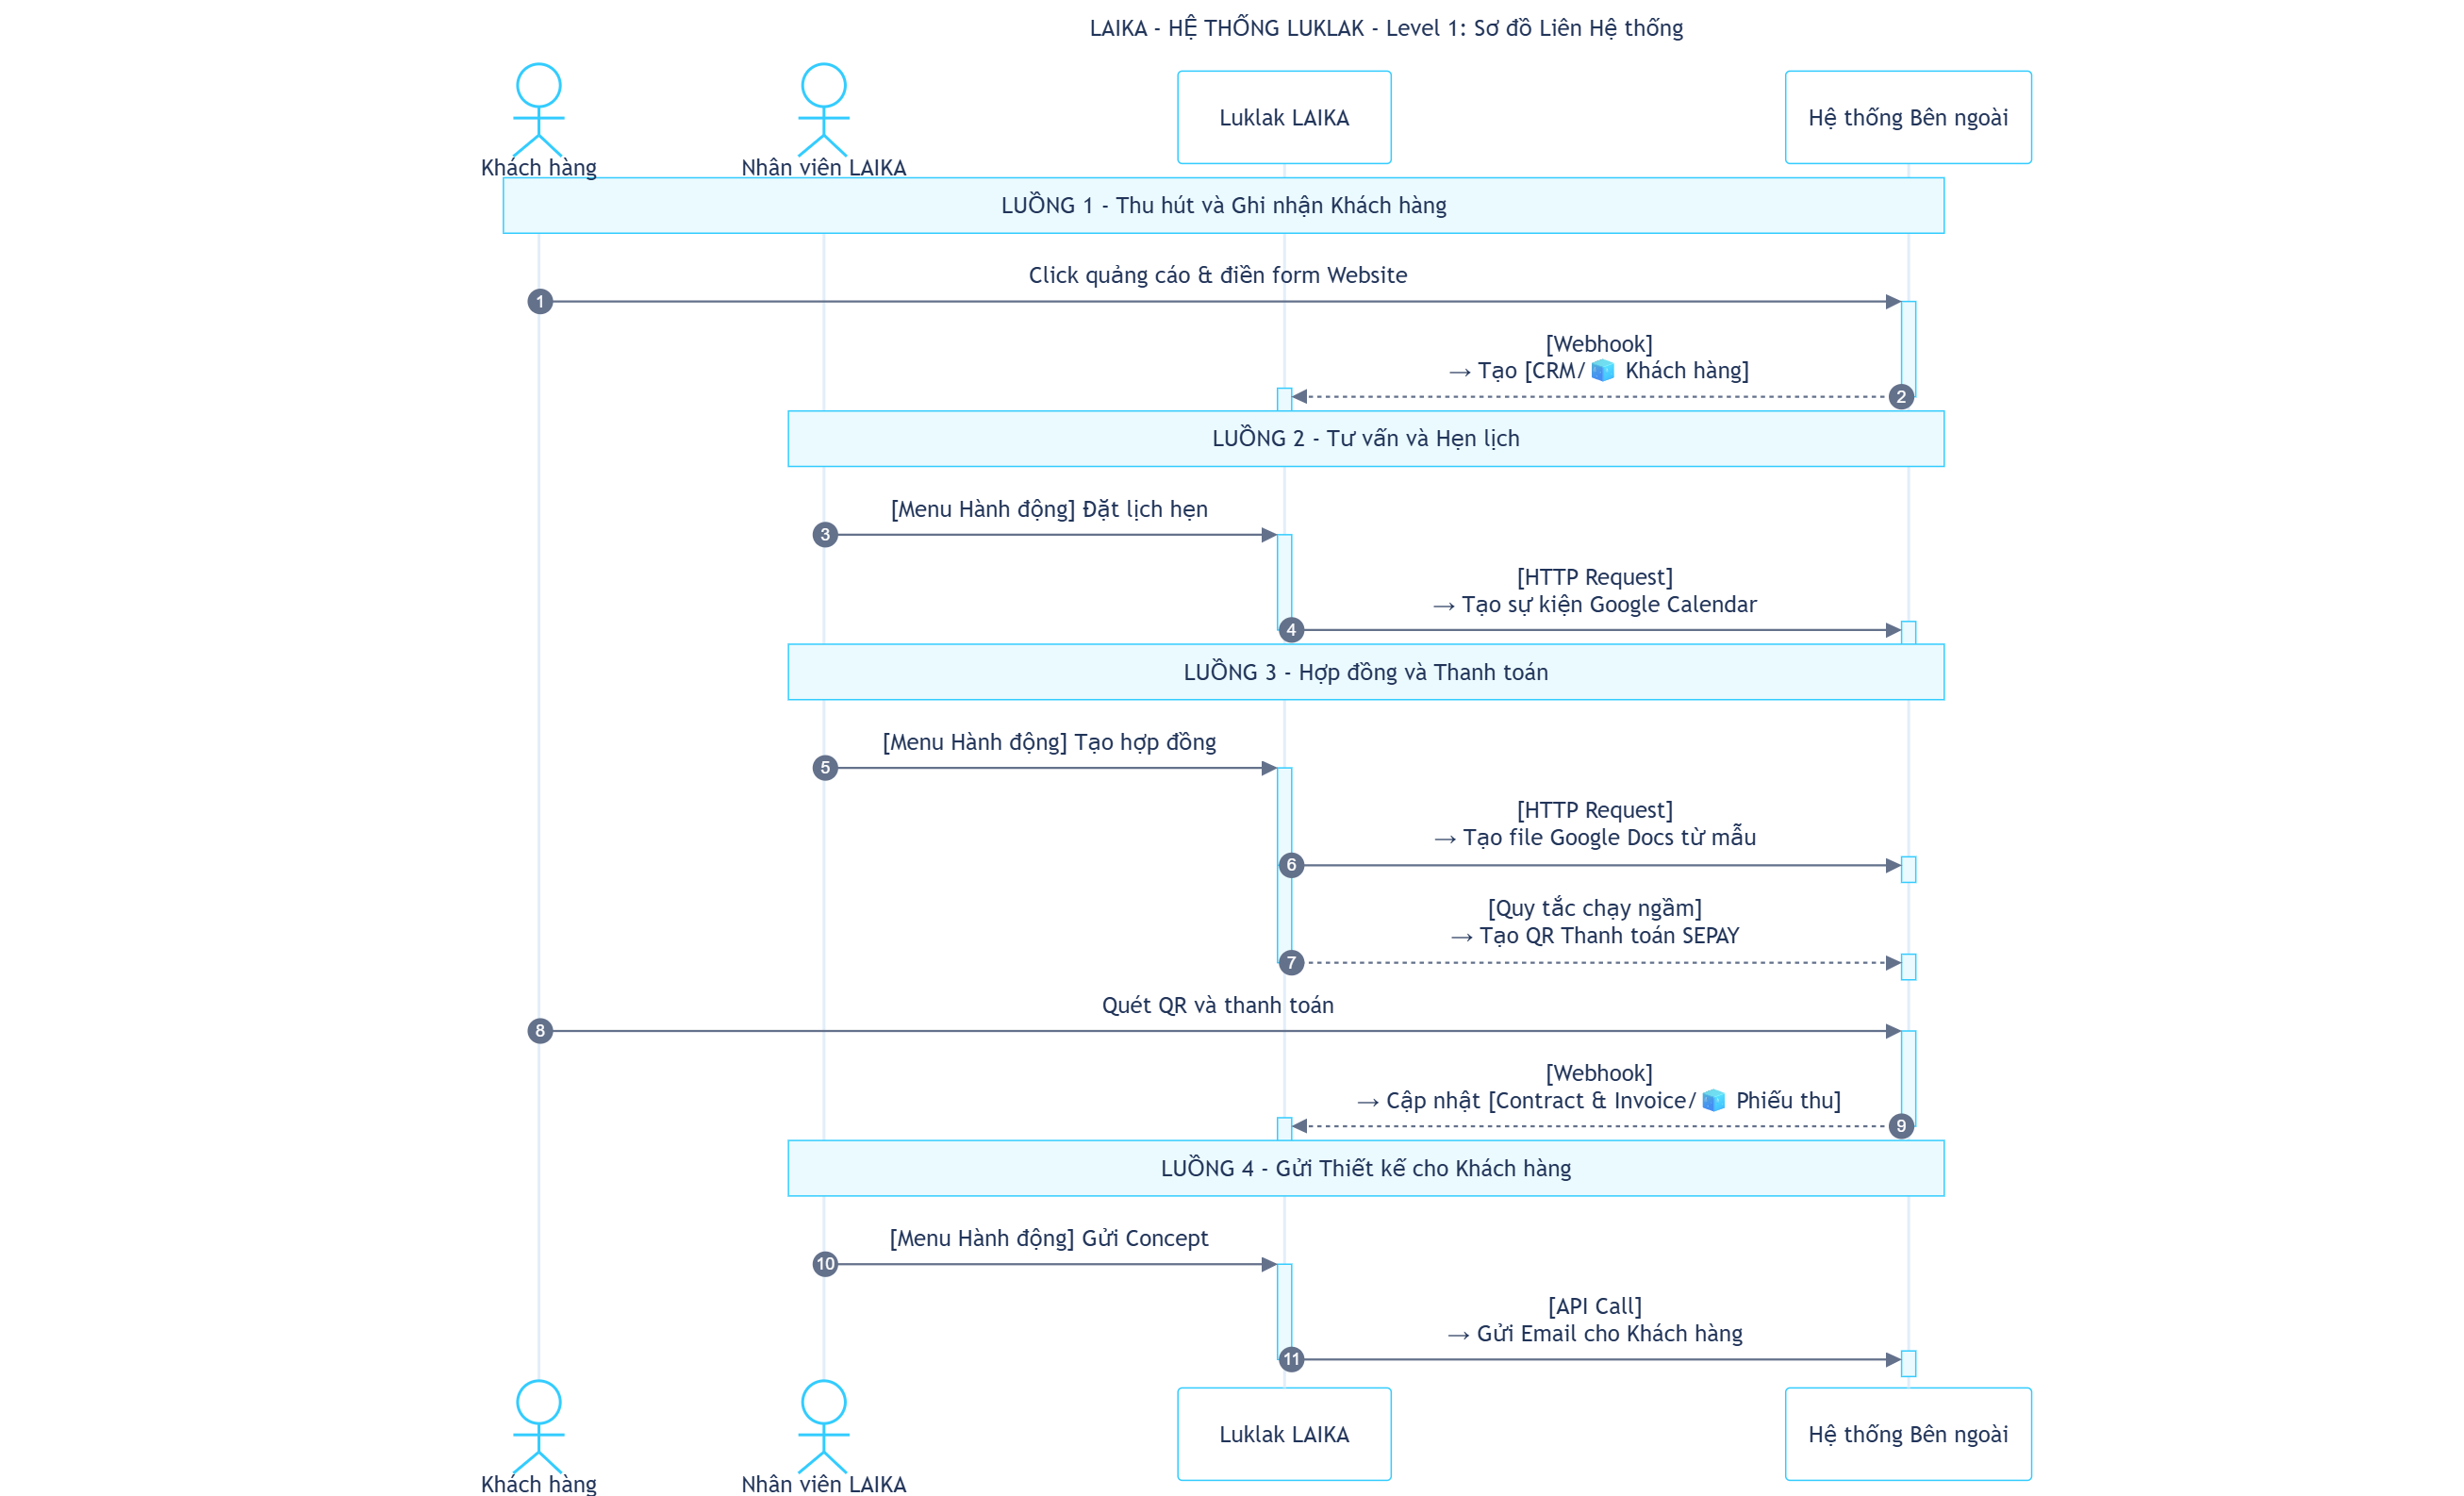 LAIKA - HỆ THỐNG LUKLAK - Level 1: Sơ đồ Liên Hệ thống
Khách hàng
Nhân viên LAIKA
Luklak LAIKA
Hệ thống Bên ngoài
LUỒNG 1 - Thu hút và Ghi nhận Khách hàng
Click quảng cáo & điền form Website
1
[Webhook]
→ Tạo [CRM/🧊 Khách hàng]
2
LUỒNG 2 - Tư vấn và Hẹn lịch
[Menu Hành động] Đặt lịch hẹn
3
[HTTP Request]
→ Tạo sự kiện Google Calendar
4
LUỒNG 3 - Hợp đồng và Thanh toán
[Menu Hành động] Tạo hợp đồng
5
[HTTP Request]
→ Tạo file Google Docs từ mẫu
6
[Quy tắc chạy ngầm]
→ Tạo QR Thanh toán SEPAY
7
Quét QR và thanh toán
8
[Webhook]
→ Cập nhật [Contract & Invoice/🧊 Phiếu thu]
9
LUỒNG 4 - Gửi Thiết kế cho Khách hàng
[Menu Hành động] Gửi Concept
10
[API Call]
→ Gửi Email cho Khách hàng
11
Khách hàng
Nhân viên LAIKA
Luklak LAIKA
Hệ thống Bên ngoài